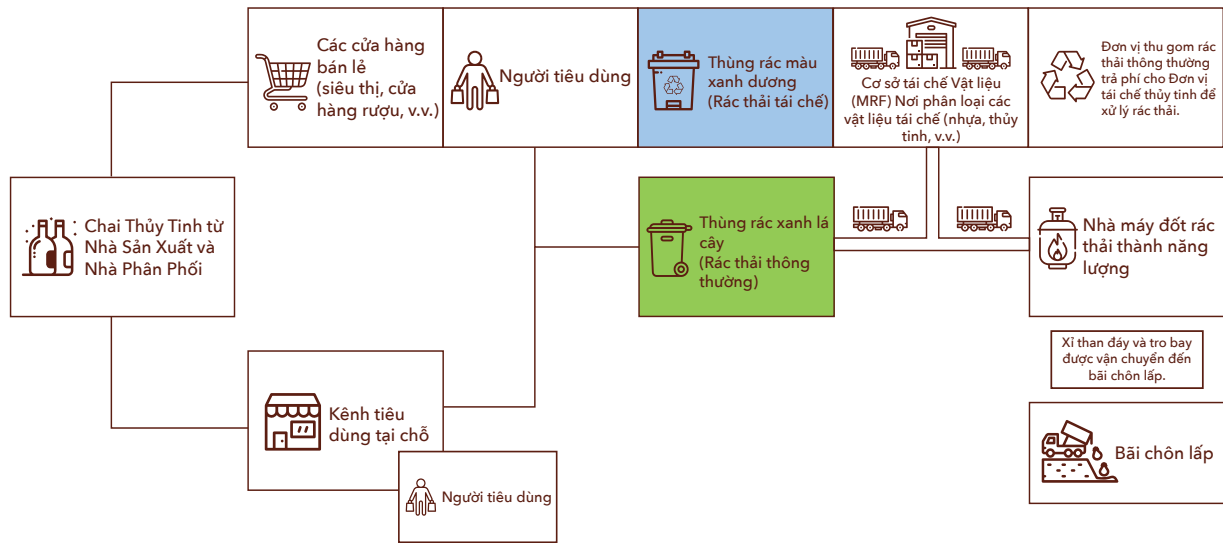 Các cửa hàng
bán lẻ
(siêu thị, cửa
hàng rượu, v.v.)
Người tiêu dùng
Thùng rác màu
xanh dương
(Rác thải tái chế)
Cơ sở tái chế Vật liệu
(MRF) Nơi phân loại các
vật liệu tái chế (nhựa, thủy
tinh, v.v.)
Đơn vị thu gom rác
thải thông thường
trả phí cho Đơn vị
tái chế thủy tinh để
xử lý rác thải.
Chai Thủy Tinh từ
Nhà Sản Xuất và
Nhà Phân Phối
Thùng rác xanh lá
cây
(Rác thải thông
thường)
Nhà máy đốt rác
thải thành năng
lượng
Xỉ than đáy và tro bay
được vận chuyển đến
bãi chôn lấp.
Kênh tiêu
dùng tại chỗ
Người tiêu dùng
Bãi chôn lấp